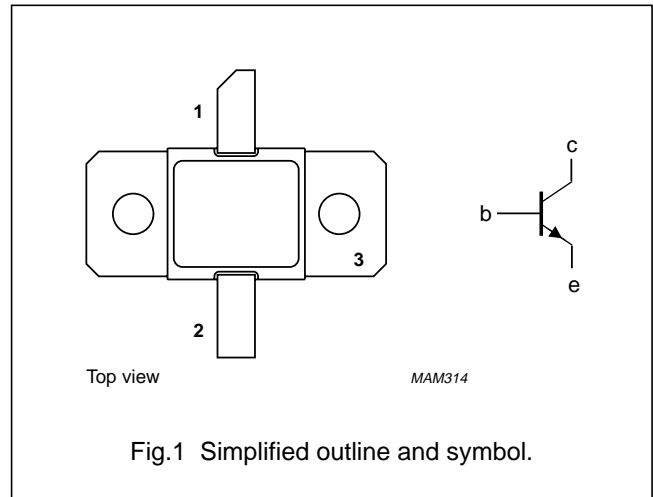 1
c
b
3
e
2
Top view
MAM314
Fig.1 Simplified outline and symbol.